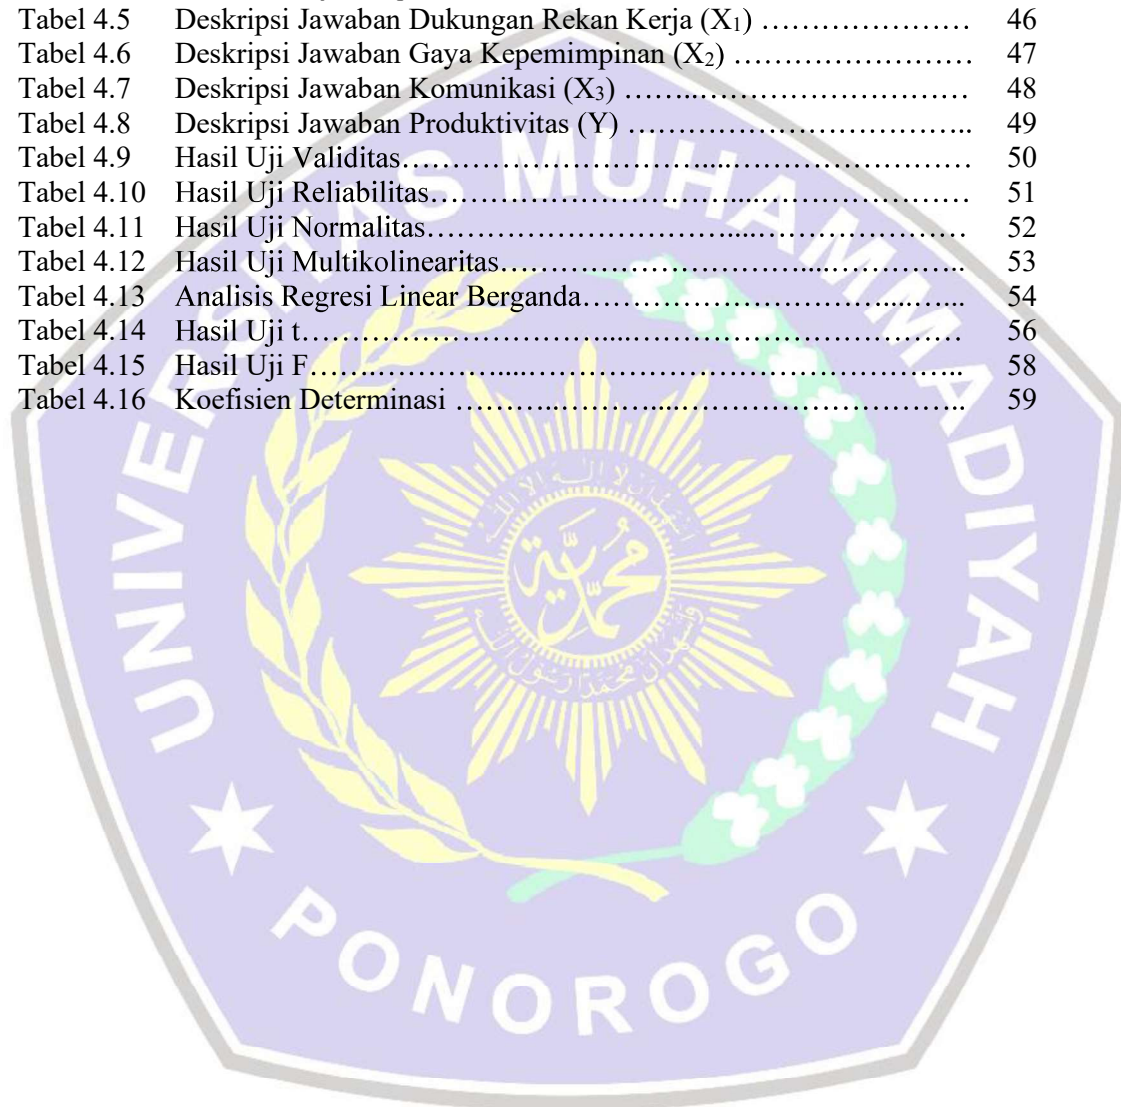 Tabel 4.5 Deskripsi Jawaban Dukungan Rekan Kerja (X1) ………………… 46
Tabel 4.6 Deskripsi Jawaban Gaya Kepemimpinan (X2) …………………… 47
Tabel 4.7 Deskripsi Jawaban Komunikasi (X3) ……..……………………… 48
Tabel 4.8 Deskripsi Jawaban Produktivitas (Y) …………………………….. 49
Tabel 4.9 Hasil Uji Validitas…………………………....…………………… 50
Tabel 4.10 Hasil Uji Reliabilitas…………………………....………………… 51
Tabel 4.11 Hasil Uji Normalitas…………………………....………………… 52
Tabel 4.12 Hasil Uji Multikolinearitas…………………………....………….. 53
Tabel 4.13 Analisis Regresi Linear Berganda…………………………....….. 54
Tabel 4.14 Hasil Uji t…………………………....…………………………… 56
Tabel 4.15 Hasil Uji F………………....…………………………………….. 58
Tabel 4.16 Koefisien Determinasi ……….…………..……………………... 59
UNIVERSITAS MUHAMMADIYAH
PONOROGO